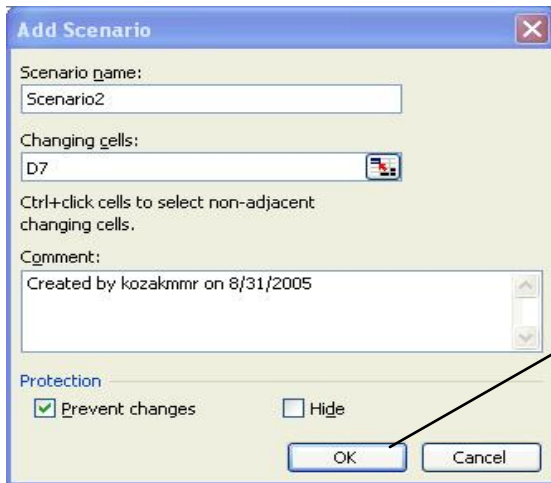 Add Scenario
Scenario name:
Scenario2
Changing cells:
D7
Ctrl+click cells to select non-adjacent
changing cells.
Comment:
Created by kozakmmr on 8/31/2005
Protection
Prevent changes Hide
OK Cancel